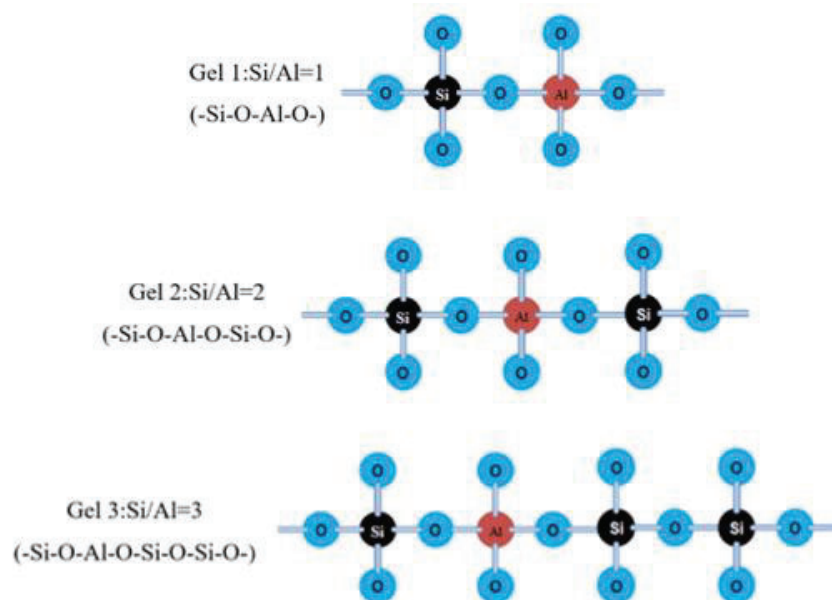 O O
Gel 1:Si/Al=1
O Si O Al O
(-Si-O-Al-O-)
O O
O O O
Gel 2:Si/Al=2
O Si O Al O Si O
(-Si-O-Al-O-Si-O-)
O O O
O O O O
Gel 3:Si/Al=3
O Si O Al O Si O Si O
(-Si-O-Al-O-Si-O-Si-O-)
O O O O